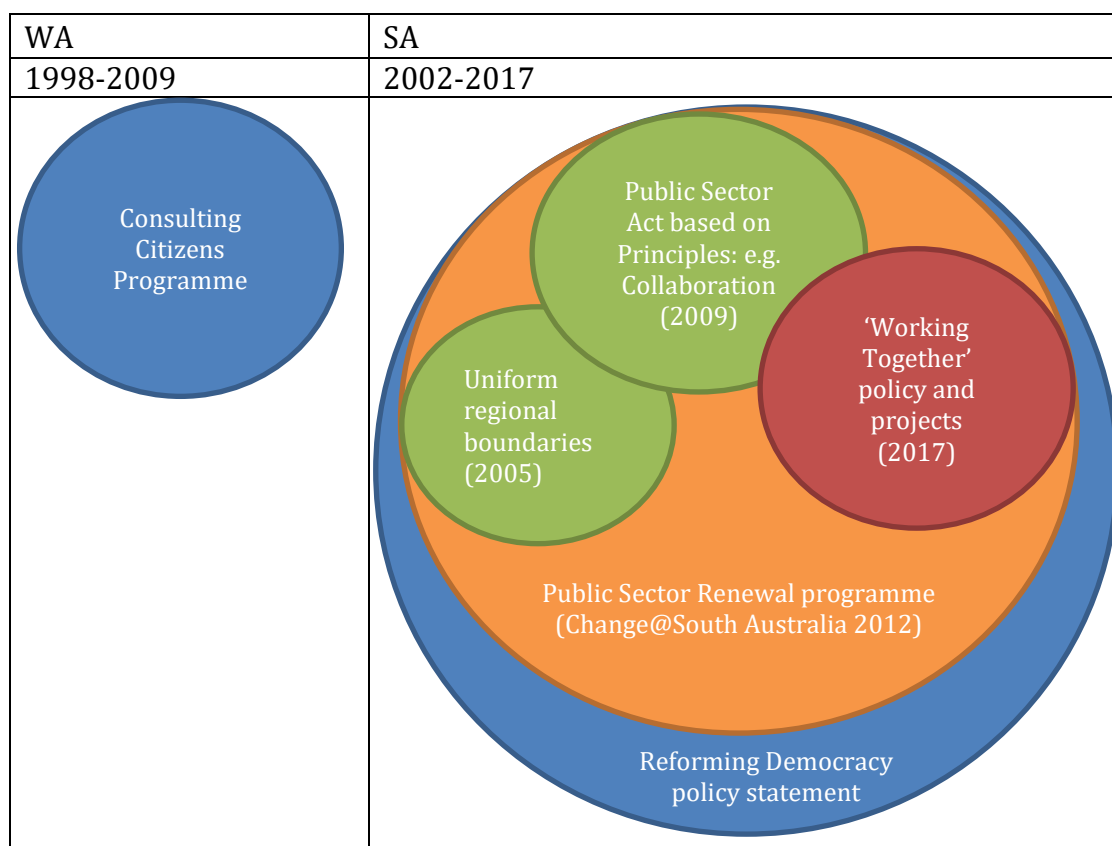 WA
SA
1998-2009
2002-2017
Consulting
Citizens
Programme
Public Sector
Act based on
Principles: e.g.
Collaboration
(2009)
‘Working
Together’
policy and
projects
(2017)
Uniform
regional
boundaries
(2005)
Public Sector Renewal programme
(Change@South Australia 2012)
Reforming Democracy
policy statement